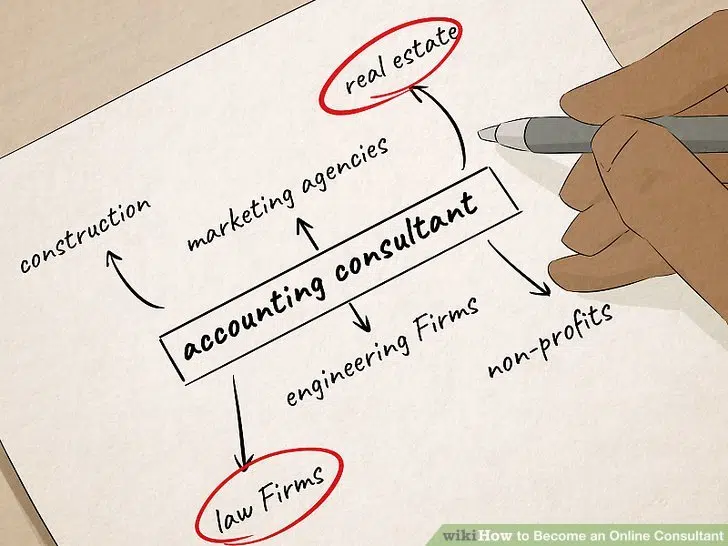 real estate
marketing agencies
construction
accounting consultant
engineering Firms
non-profits
law Firms
wikiHow to Become an Online Consultant